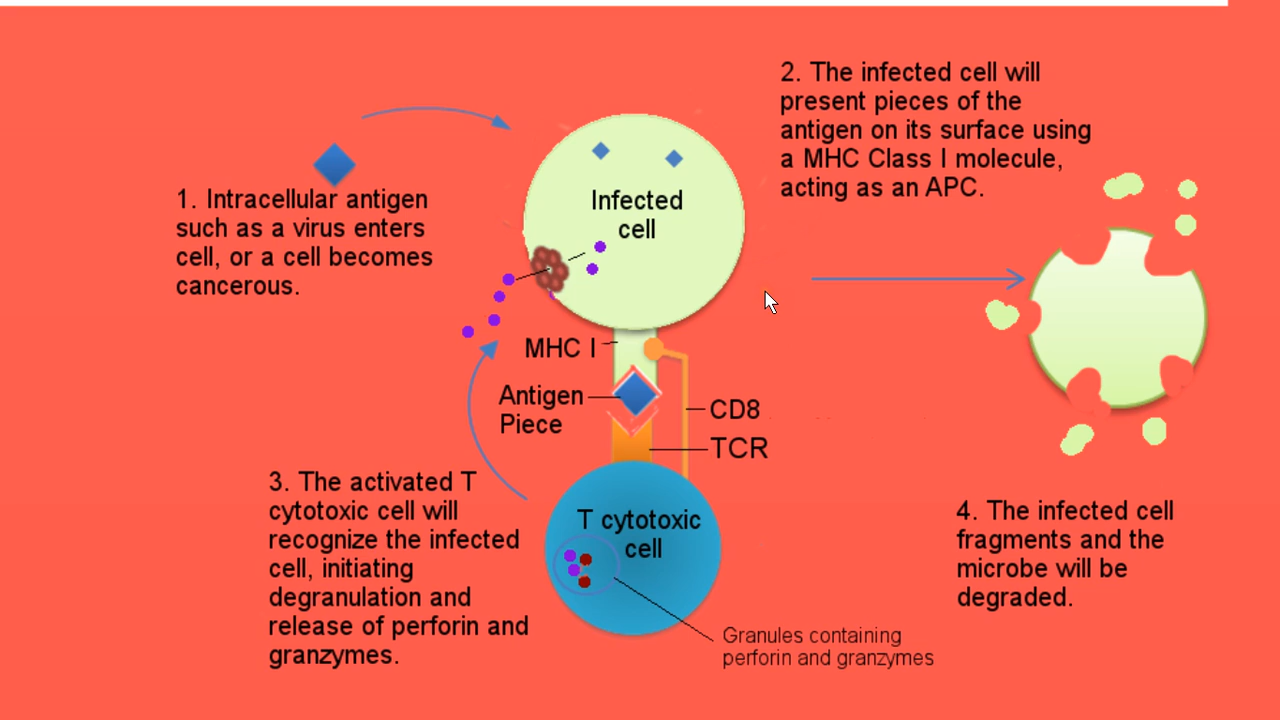 1. Intracellular antigen
such as a virus enters
cell, or a cell becomes
cancerous.
Infected
cell
2. The infected cell will
present pieces of the
antigen on its surface using
a MHC Class I molecule,
acting as an APC.
MHC I
Antigen
Piece
CD8
TCR
3. The activated T
cytotoxic cell will
recognize the infected
cell, initiating
degranulation and
release of perforin and
granzymes.
T cytotoxic
cell
Granules containing
perforin and granzymes
4. The infected cell
fragments and the
microbe will be
degraded.